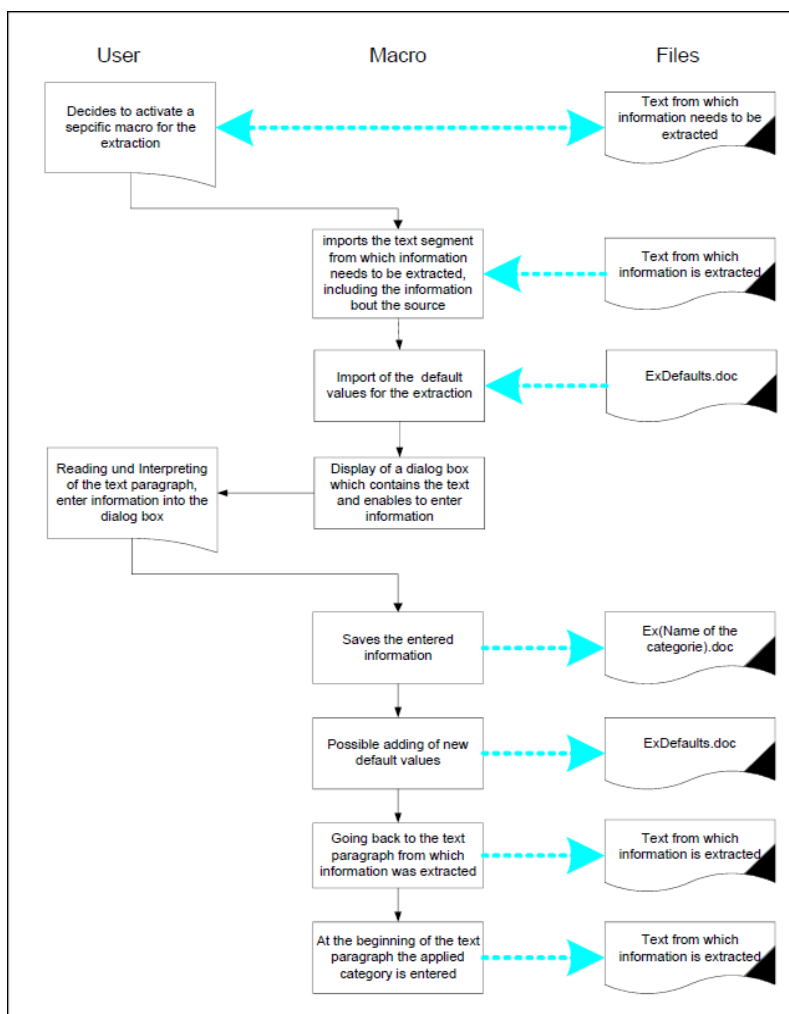 User
Macro
Files
Decides to activate a
sepcific macro for the
extraction
Text from which
information needs to be
extracted
imports the text segment
from which information
needs to be extracted,
including the information
bout the source
Text from which
information is extracted
Import of the default
values for the extraction
ExDefaults.doc
Reading und Interpreting
of the text paragraph,
enter information into the
dialog box
Display of a dialog box
which contains the text
and enables to enter
information
Saves the entered
information
Ex(Name of the
categorie).doc
Possible adding of new
default values
ExDefaults.doc
Going back to the text
paragraph from which
information was extracted
Text from which
information is extracted
At the beginning of the text
paragraph the applied
category is entered
Text from which
information is extracted